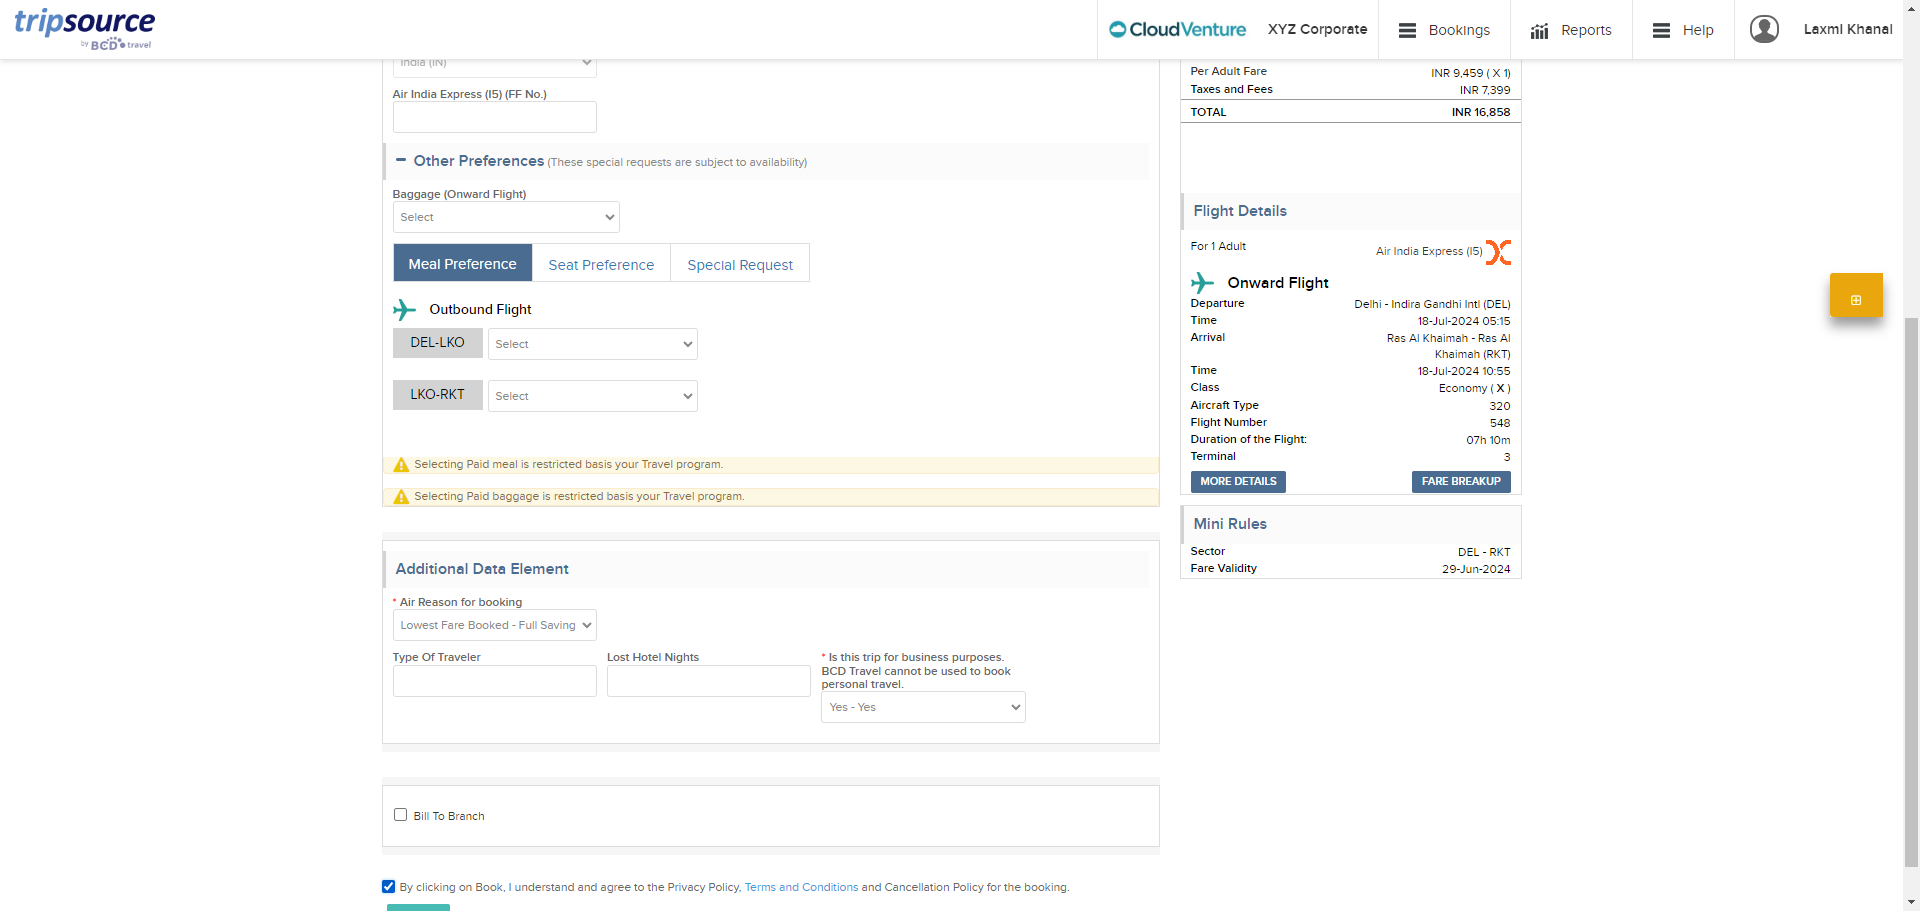 tripsource
by BCD travel
CloudVenture
XYZ Corporate
Bookings
Reports
Help
Laxmi Khanal
India (IN)
Air India Express (I5) (FF No.)
Other Preferences (These special requests are subject to availability)
Baggage (Onward Flight)
Select
Meal Preference
Seat Preference
Special Request
Outbound Flight
DEL-LKO
Select
LKO-RKT
Select
Selecting Paid meal is restricted basis your Travel program.
Selecting Paid baggage is restricted basis your Travel program.
Additional Data Element
* Air Reason for booking
Lowest Fare Booked - Full Saving
Type Of Traveler
Lost Hotel Nights
* Is this trip for business purposes.
BCD Travel cannot be used to book
personal travel.
Yes - Yes
Bill To Branch
By clicking on Book, I understand and agree to the Privacy Policy, Terms and Conditions and Cancellation Policy for the booking.
Per Adult Fare INR 9,459 ( X 1)
Taxes and Fees INR 7,399
TOTAL INR 16,858
Flight Details
For 1 Adult
Air India Express (I5)
Onward Flight
Departure Delhi - Indira Gandhi Intl (DEL)
Time 18-Jul-2024 05:15
Arrival Ras Al Khaimah - Ras Al
Khaimah (RKT)
Time 18-Jul-2024 10:55
Class Economy ( X )
Aircraft Type 320
Flight Number 548
Duration of the Flight: 07h 10m
Terminal 3
MORE DETAILS
FARE BREAKUP
Mini Rules
Sector DEL - RKT
Fare Validity 29-Jun-2024